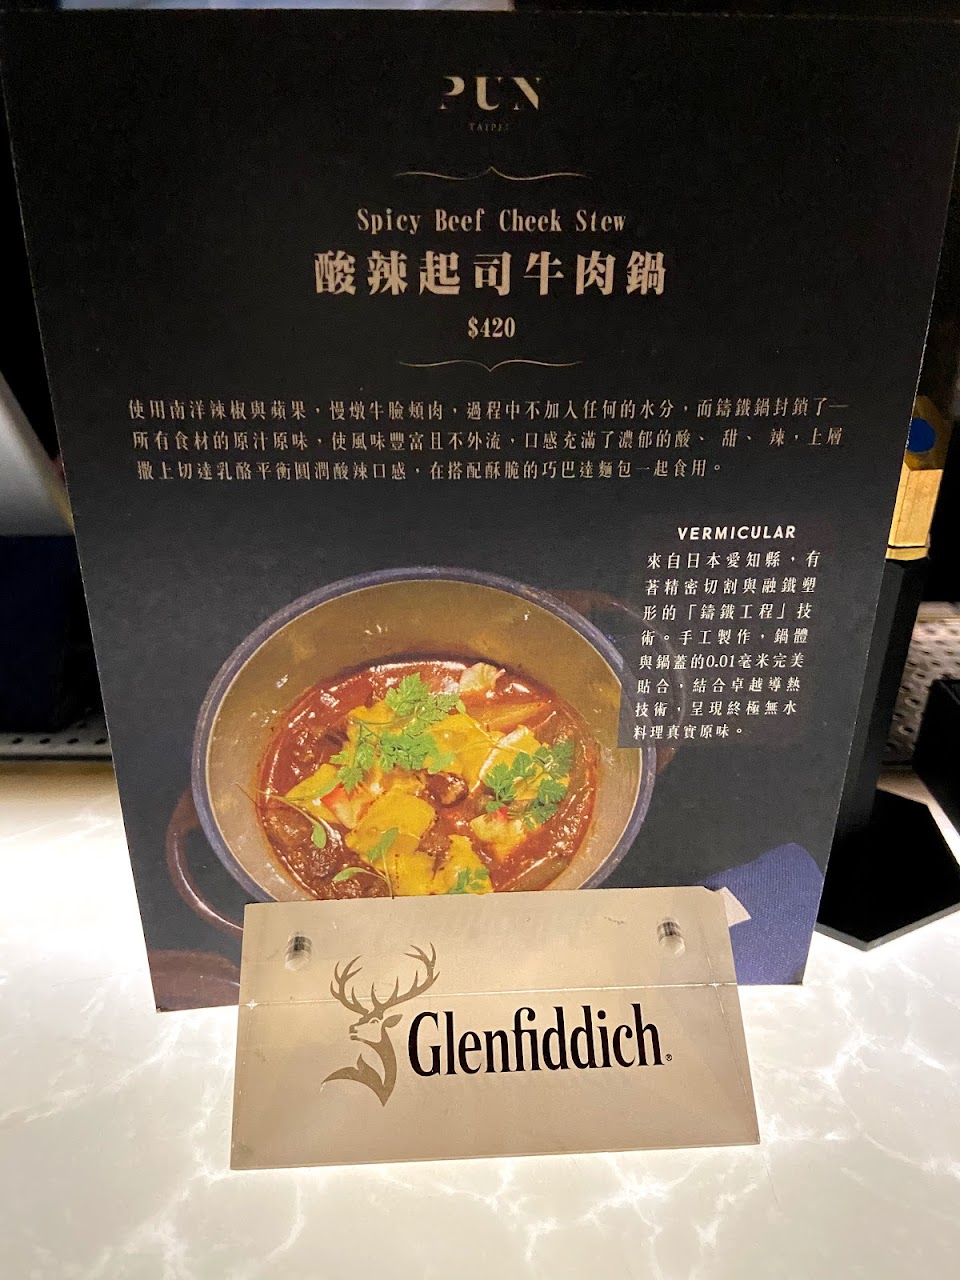 PUN
TAIPEI
Spicy Beef Cheek Stew
酸辣起司牛肉鍋
$420
使用南洋辣椒與蘋果，慢燉牛臉頰肉，過程中不加入任何的水分，而鑄鐵鍋封鎖了一
所有食材的原汁原味，使風味豐富且不外流，口感充滿了濃郁的酸、甜、辣，上層
撒上切達乳酪平衡圓潤酸辣口感，在搭配酥脆的巧巴達麵包一起食用。
VERMICULAR
來自日本愛知縣，有
著精密切割與融鐵塑
形的「鑄鐵工程」技
術。手工製作，鍋體
與鍋蓋的0.01毫米完美
貼合，結合卓越導熱
技術，呈現終極無水
料理真實原味。
Glenfiddich®